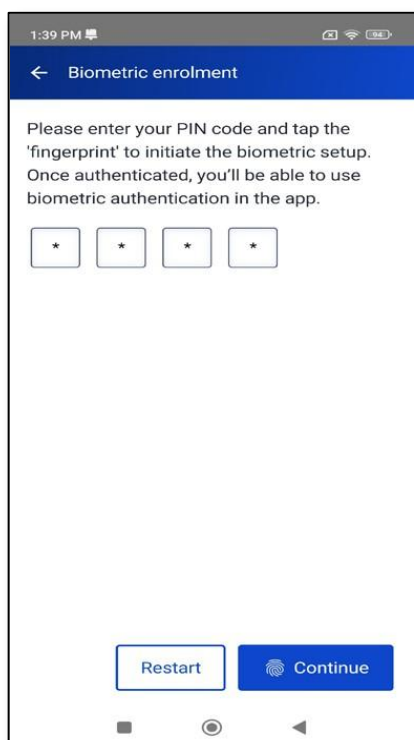 1:39 PM
94
Biometric enrolment
Please enter your PIN code and tap the
'fingerprint' to initiate the biometric setup.
Once authenticated, you'll be able to use
biometric authentication in the app.
* * * *
Restart Continue